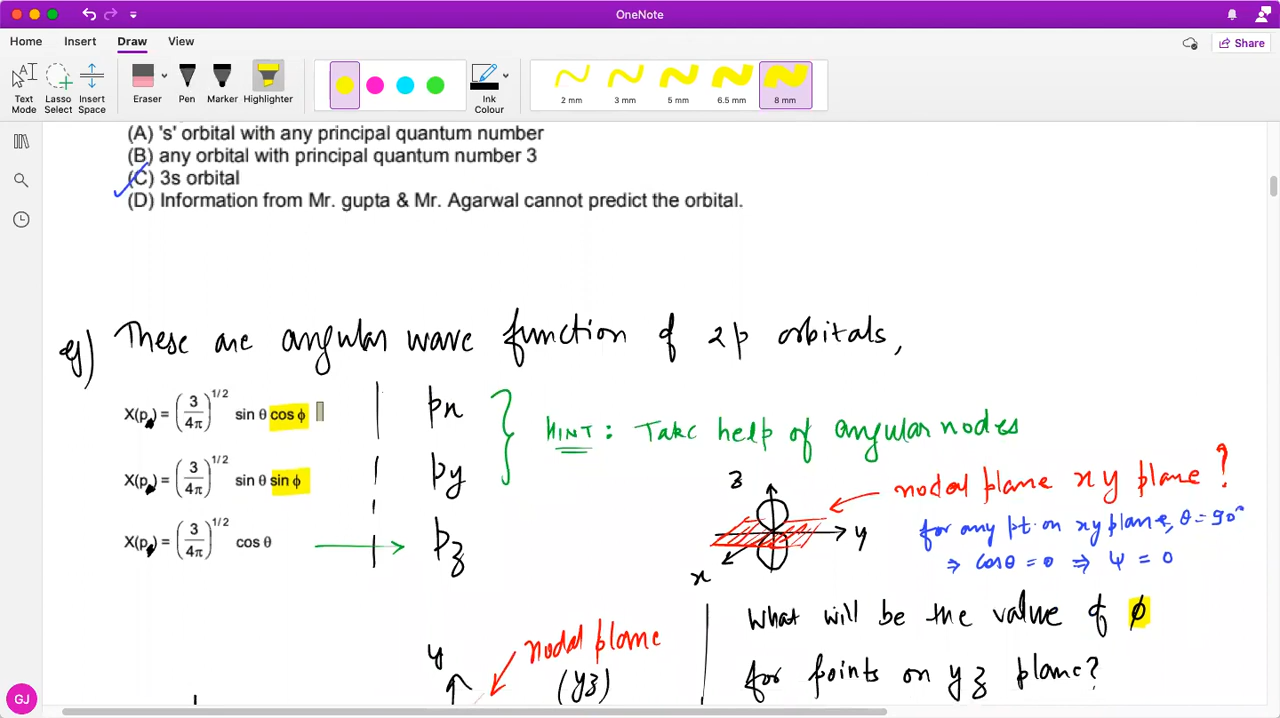 OneNote
Home Insert Draw View
Share
Text Mode
Lasso Select
Insert Space
Eraser
Pen
Marker
Highlighter
Ink Colour
2 mm
3 mm
5 mm
6.5 mm
8 mm
(A) 's' orbital with any principal quantum number
(B) any orbital with principal quantum number 3
(C) 3s orbital
(D) Information from Mr. gupta & Mr. Agarwal cannot predict the orbital.
eg) These are angular wave function of 2p orbitals,
X(p ) = (3/4π)^1/2 sin θ cos ϕ
px
HINT : Take help of angular nodes
X(p ) = (3/4π)^1/2 sin θ sin ϕ
py
X(p ) = (3/4π)^1/2 cos θ
pz
z
y
x
nodal plane xy plane ?
for any pt. on xy plane, θ = 90°
⇒ cosθ = 0 ⇒ Ψ = 0
What will be the value of ϕ
for points on yz plane?
nodal plane
(yz)
y
GJ